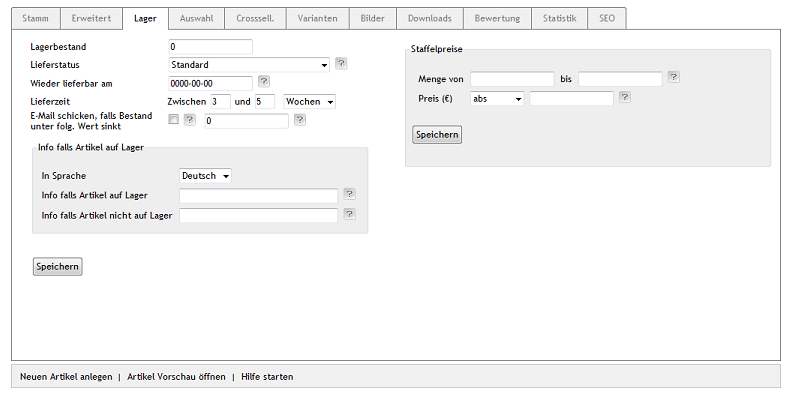 Stamm Erweitert Lager Auswahl Crosssell. Varianten Bilder Downloads Bewertung Statistik SEO
Lagerbestand 0
Lieferstatus Standard ?
Wieder lieferbar am 0000-00-00 ?
Lieferzeit Zwischen 3 und 5 Wochen
E-Mail schicken, falls Bestand
unter folg. Wert sinkt ? 0 ?
Info falls Artikel auf Lager
In Sprache Deutsch
Info falls Artikel auf Lager ?
Info falls Artikel nicht auf Lager ?
Speichern
Staffelpreise
Menge von bis ?
Preis (€) abs ?
Speichern
Neuen Artikel anlegen | Artikel Vorschau öffnen | Hilfe starten